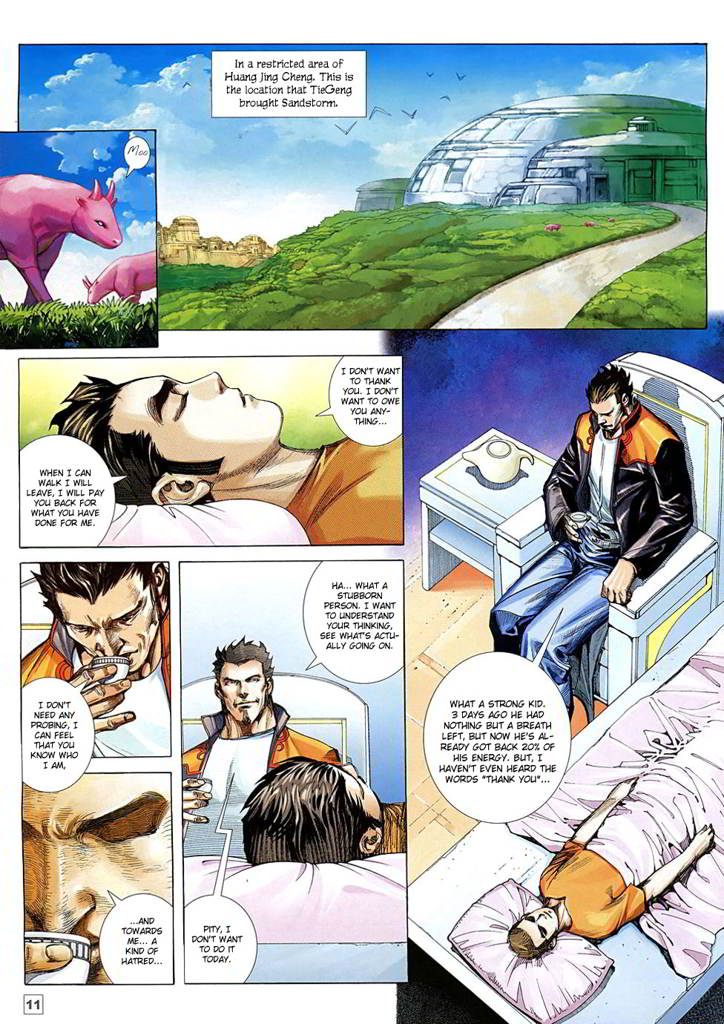 In a restricted area of
Huang Jing Cheng. This is
the location that TieGeng
brought Sandstorm.
Moo
WHAT A STRONG KID.
3 DAYS AGO HE HAD
NOTHING BUT A BREATH
LEFT, BUT NOW HE'S AL-
READY GOT BACK 20% OF
HIS ENERGY. BUT, I
HAVEN'T EVEN HEARD THE
WORDS "THANK YOU"...
I DON'T WANT
TO THANK
YOU. I DON'T
WANT TO OWE
YOU ANY-
THING...
WHEN I CAN
WALK I WILL
LEAVE, I WILL PAY
YOU BACK FOR
WHAT YOU HAVE
DONE FOR ME.
HA... WHAT A
STUBBORN
PERSON. I WANT
TO UNDERSTAND
YOUR THINKING,
SEE WHAT'S ACTU-
ALLY GOING ON.
PITY, I
DON'T WANT
TO DO IT
TODAY.
I DON'T
NEED ANY
PROBING, I
CAN FEEL
THAT YOU
KNOW WHO I
AM,
...AND
TOWARDS
ME... A
KIND OF
HATRED...
11